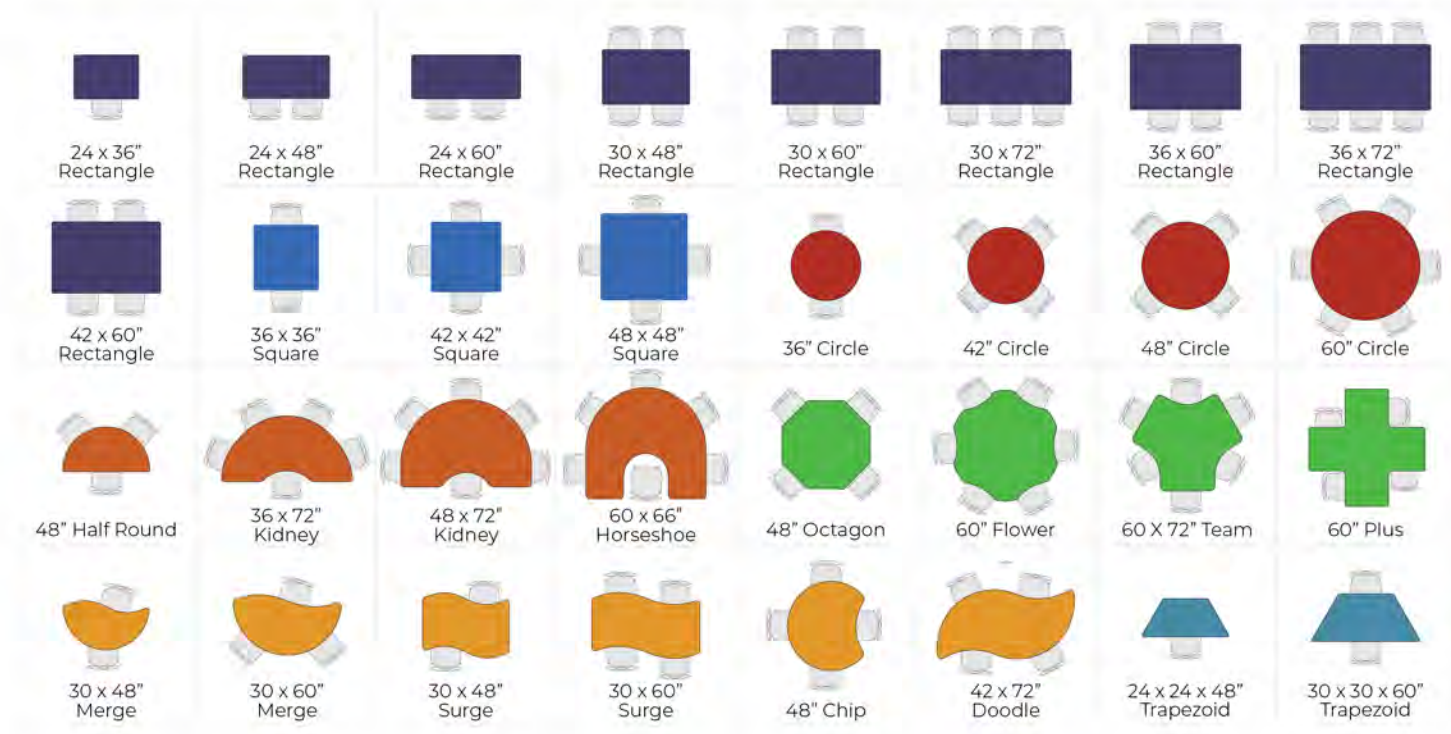 24 x 36”
Rectangle
24 x 48”
Rectangle
24 x 60”
Rectangle
30 x 48”
Rectangle
30 x 60”
Rectangle
30 x 72”
Rectangle
36 x 60”
Rectangle
36 x 72”
Rectangle
42 x 60”
Rectangle
36 x 36”
Square
42 x 42”
Square
48 x 48”
Square
36” Circle
42” Circle
48” Circle
60” Circle
48” Half Round
36 x 72”
Kidney
48 x 72”
Kidney
60 x 66”
Horseshoe
48” Octagon
60” Flower
60 X 72” Team
60” Plus
30 x 48”
Merge
30 x 60”
Merge
30 x 48”
Surge
30 x 60”
Surge
48” Chip
42 x 72”
Doodle
24 x 24 x 48”
Trapezoid
30 x 30 x 60”
Trapezoid